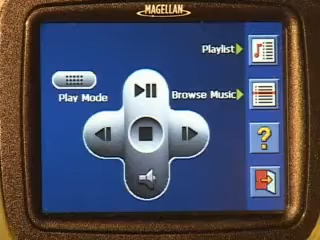 MAGELLAN
Playlist
Play Mode
Browse Music
?